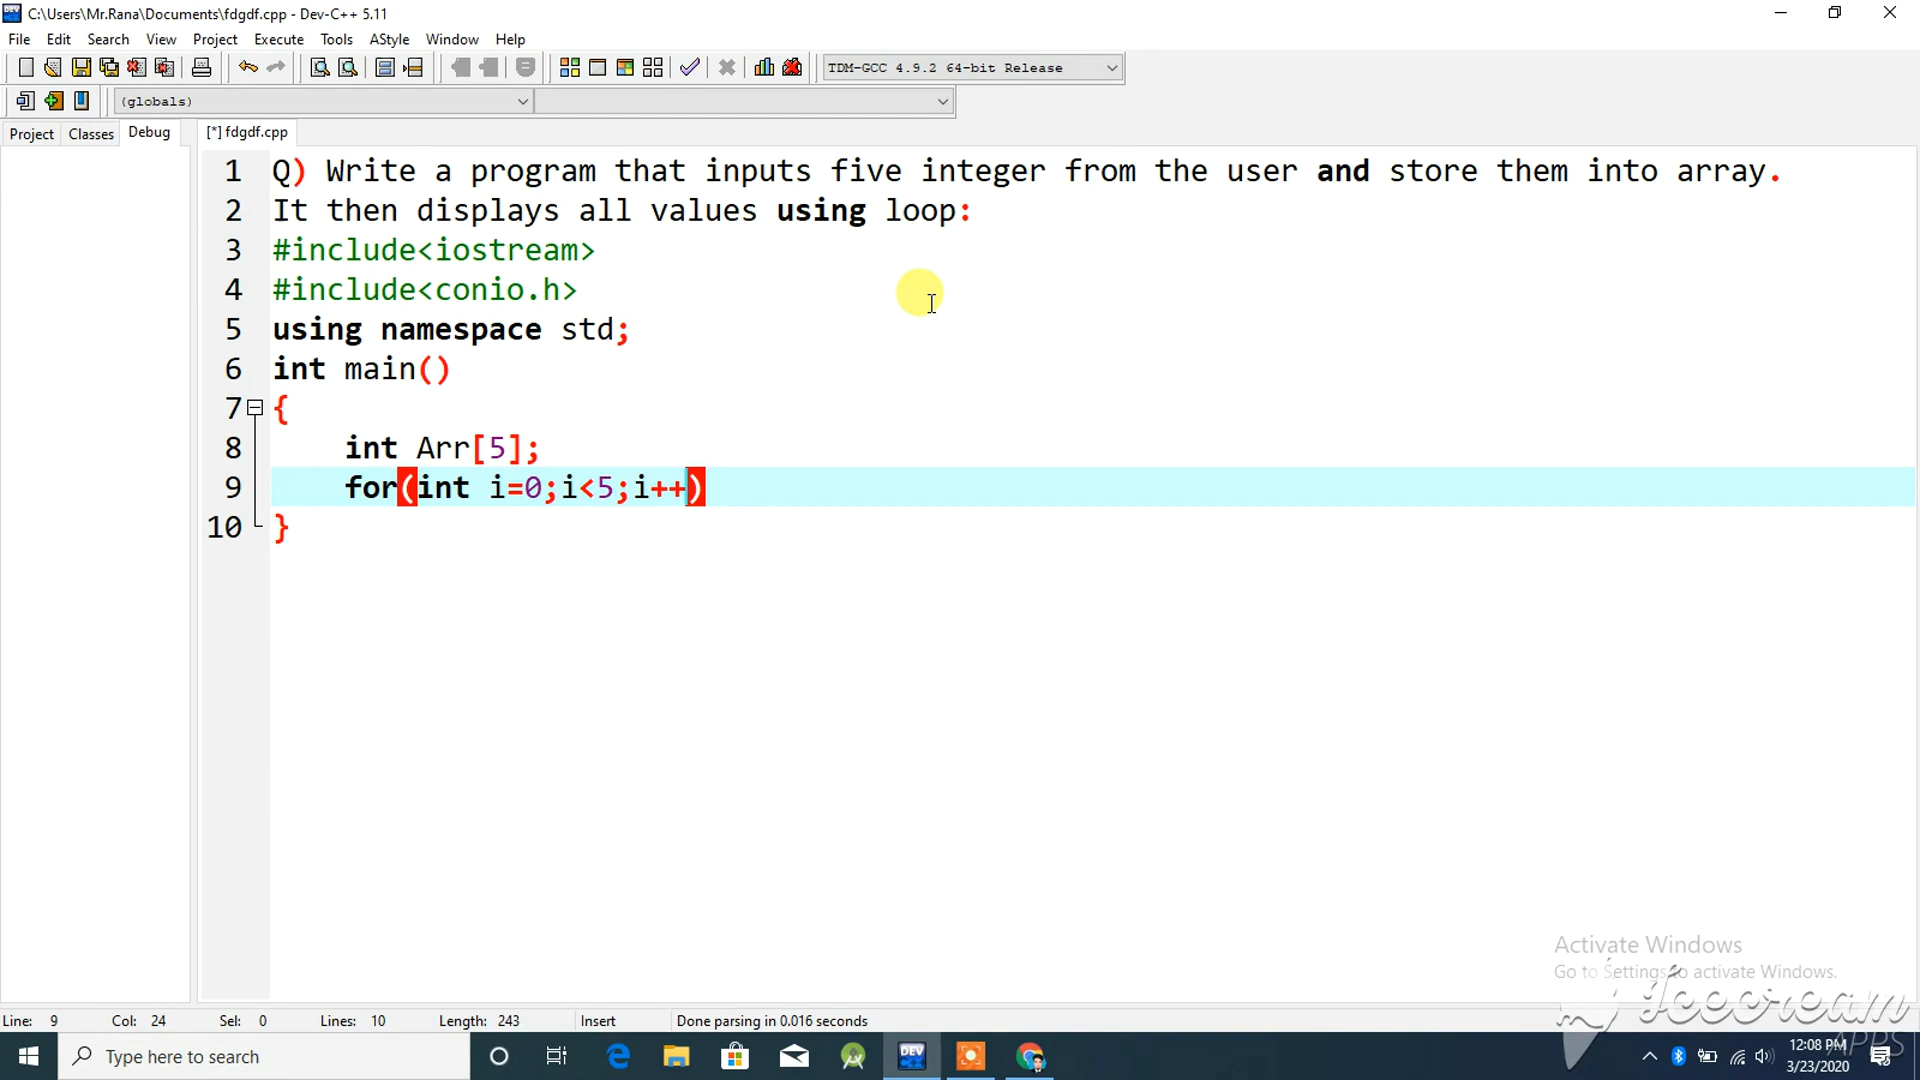 C:\Users\Mr.Rana\Documents\fdgdf.cpp - Dev-C++ 5.11
File Edit Search View Project Execute Tools AStyle Window Help
TDM-GCC 4.9.2 64-bit Release
(globals)
Project Classes Debug [*] fdgdf.cpp
1 Q) Write a program that inputs five integer from the user and store them into array.
2 It then displays all values using loop:
3 #include<iostream>
4 #include<conio.h>
5 using namespace std;
6 int main()
7 {
8 int Arr[5];
9 for(int i=0;i<5;i++)
10 }
Activate Windows
Go to Settings to activate Windows.
Icecream
APPS
Line: 9 Col: 24 Sel: 0 Lines: 10 Length: 243 Insert Done parsing in 0.016 seconds
Type here to search
DEV
12:08 PM
3/23/2020